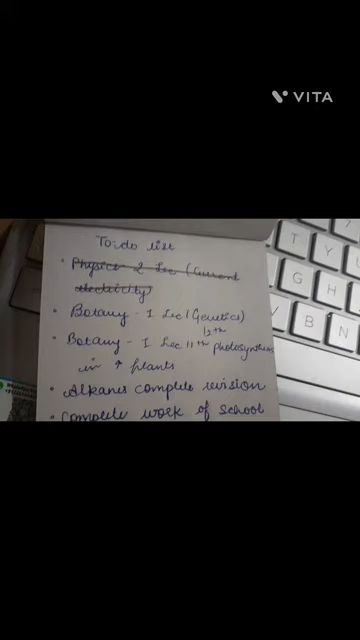 VITA
To do list
• Physics - 2 Lec (Current
electricity)
• Botany - 1 Lec (Genetics)
12th
• Botany - 1 Lec 11th photosynthesis
in ↑ plants
• Alkanes complete revision
• Complete work of school
T Y
G H
B N